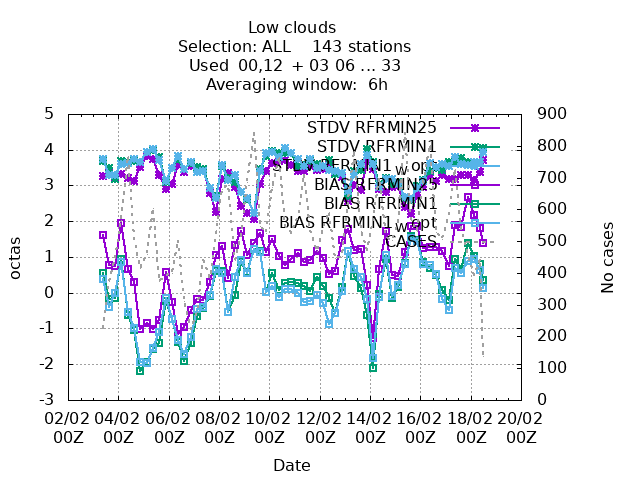 Low clouds
Selection: ALL 143 stations
Used 00,12 + 03 06 ... 33
Averaging window: 6h
5
4
3
2
1
0
-1
-2
-3
octas
900
800
700
600
500
400
300
200
100
0
No cases
STDV RFRMIN25
STDV RFRMIN1
STDV RFRMIN1_wopt
BIAS RFRMIN25
BIAS RFRMIN1
BIAS RFRMIN1_wopt
CASES
02/02 04/02 06/02 08/02 10/02 12/02 14/02 16/02 18/02 20/02
00Z 00Z 00Z 00Z 00Z 00Z 00Z 00Z 00Z 00Z
Date